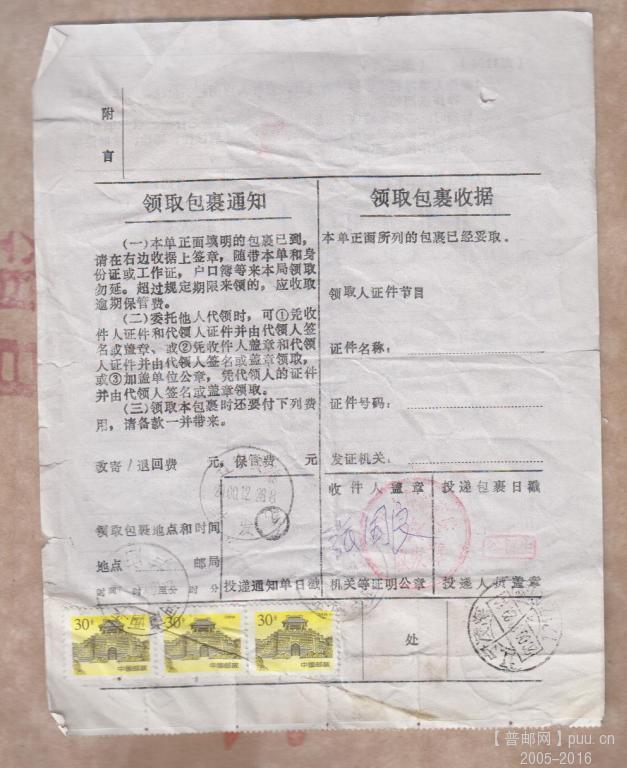 附
言
领取包裹通知
(一)本单正面填明的包裹已到,
请在右边收据上签章,随带本单和身
份证或工作证,户口簿等来本局领取
勿延。超过规定期限来领的,应收取
逾期保管费。
(二)委托他人代领时,可①凭收
件人证件和代领人证件并由代领人签
名或盖章、或②凭收件人盖章和代领
人证件并由代领人签名或盖章领取,
或③加盖单位公章,凭代领人的证件
并由代领人签名或盖章领取。
(三)领取本包裹时还要付下列费
用,请备款一并带来。
改寄/退回费 元,保管费 元
领取包裹地点和时间
地点 邮局
时间 时 分至 时 分
投递通知单日戳
领取包裹收据
本单正面所列的包裹已经妥取。
领取人证件节目
证件名称:
证件号码:
发证机关:
收件人盖章
投递包裹日戳
张国良
机关等证明公章
投递人员盖章
处
2000.12.28
30分
中国邮政
30分
中国邮政
30分
中国邮政
【普邮网】puu.cn
2005-2016